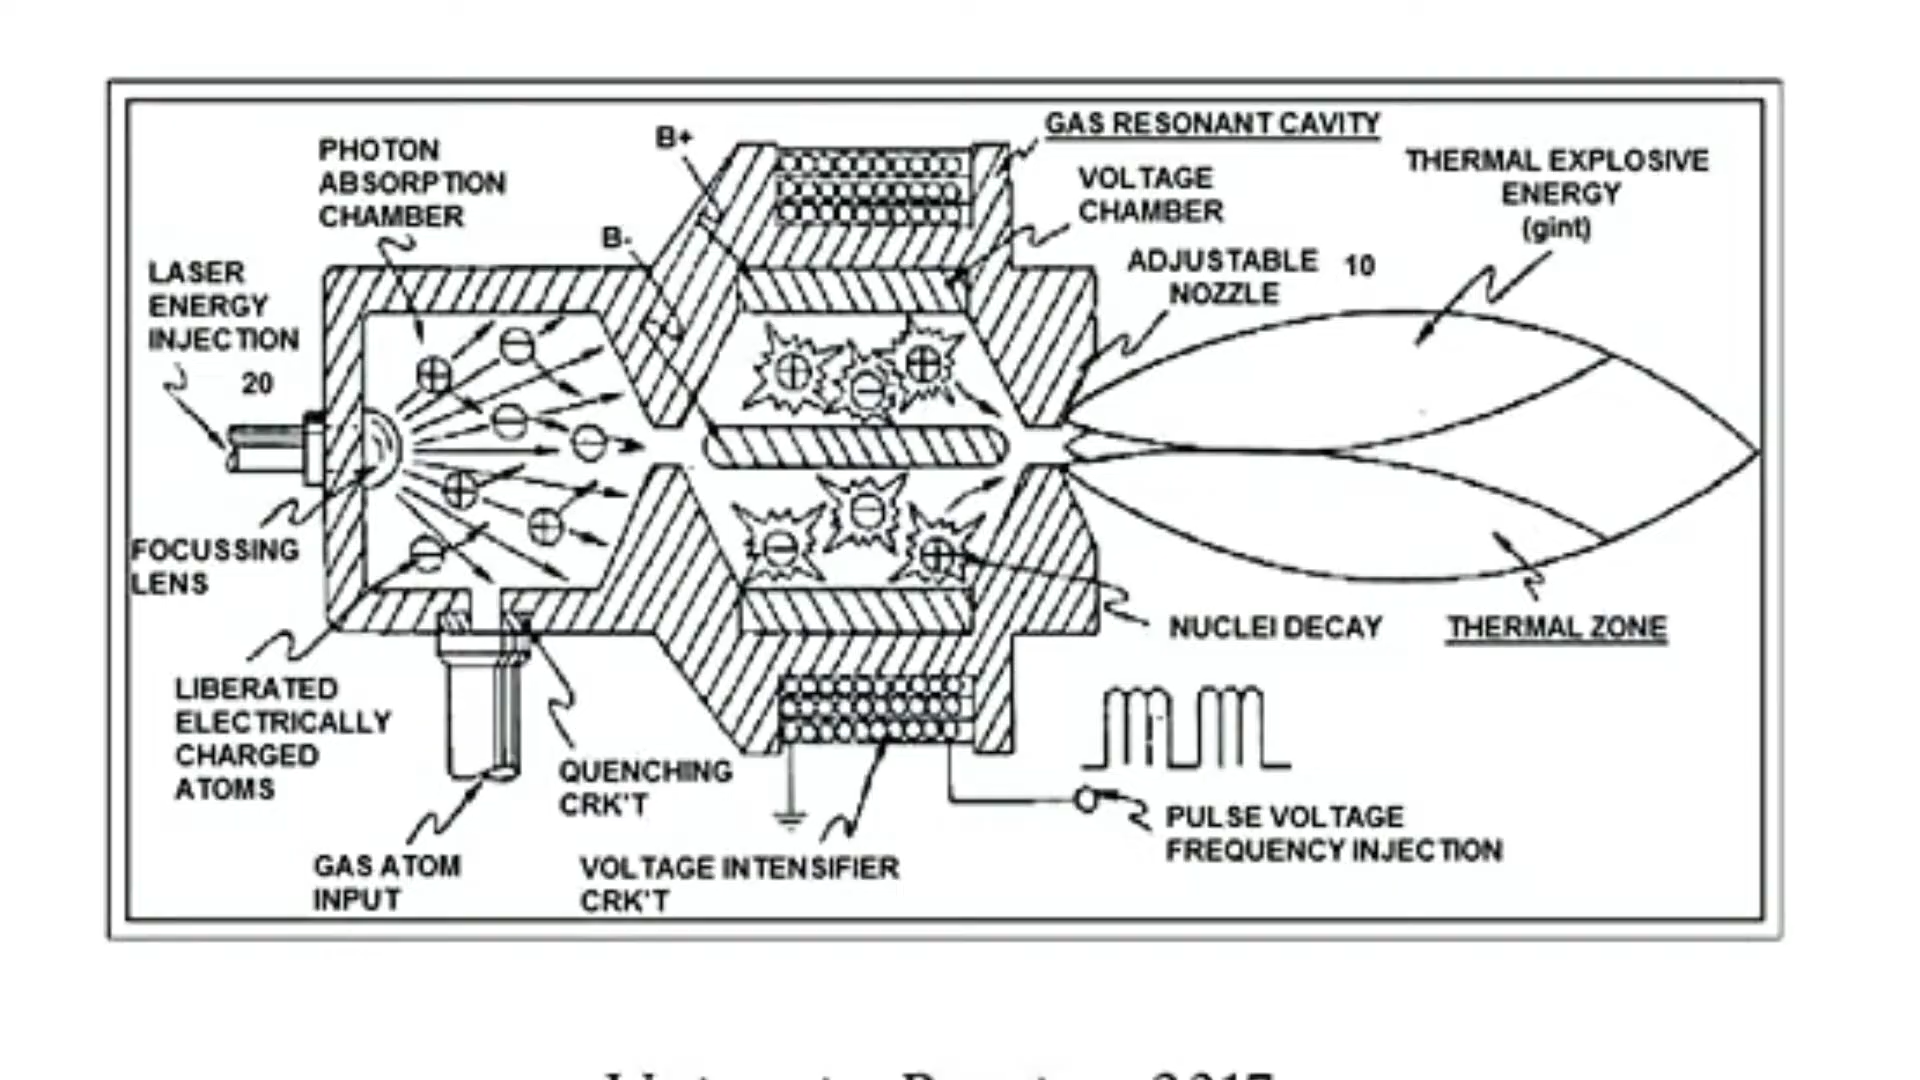 PHOTON
ABSORPTION
CHAMBER
B+
B-
GAS RESONANT CAVITY
VOLTAGE
CHAMBER
THERMAL EXPLOSIVE
ENERGY
(gint)
ADJUSTABLE 10
NOZZLE
LASER
ENERGY
INJECTION
20
FOCUSSING
LENS
LIBERATED
ELECTRICALLY
CHARGED
ATOMS
GAS ATOM
INPUT
QUENCHING
CRK'T
VOLTAGE INTENSIFIER
CRK'T
NUCLEI DECAY
THERMAL ZONE
PULSE VOLTAGE
FREQUENCY INJECTION